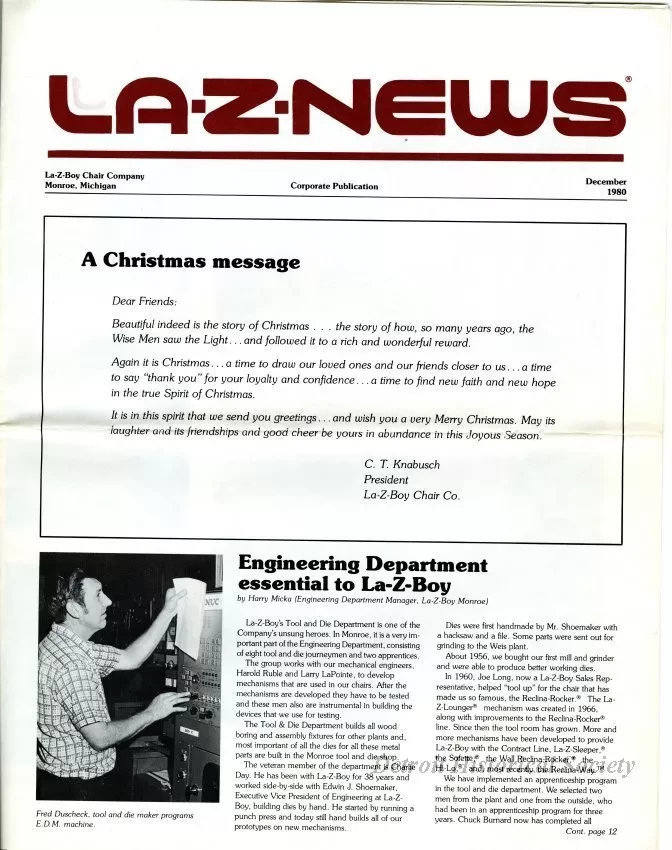 LA-Z-NEWS®
La-Z-Boy Chair Company
Monroe, Michigan
Corporate Publication
December
1980
A Christmas message
Dear Friends:
Beautiful indeed is the story of Christmas . . . the story of how, so many years ago, the
Wise Men saw the Light . . . and followed it to a rich and wonderful reward.
Again it is Christmas . . . a time to draw our loved ones and our friends closer to us . . . a time
to say "thank you" for your loyalty and confidence . . . a time to find new faith and new hope
in the true Spirit of Christmas.
It is in this spirit that we send you greetings . . . and wish you a very Merry Christmas. May its
laughter and its friendships and good cheer be yours in abundance in this Joyous Season.
C. T. Knabusch
President
La-Z-Boy Chair Co.
Fred Duscheck, tool and die maker programs
E.D.M. machine.
Engineering Department
essential to La-Z-Boy
by Harry Micka (Engineering Department Manager, La-Z-Boy Monroe)
La-Z-Boy's Tool and Die Department is one of the
Company's unsung heroes. In Monroe, it is a very im-
portant part of the Engineering Department, consisting
of eight tool and die journeymen and two apprentices.
The group works with our mechanical engineers,
Harold Ruble and Larry LaPointe, to develop
mechanisms that are used in our chairs. After the
mechanisms are developed they have to be tested
and these men also are instrumental in building the
devices that we use for testing.
The Tool & Die Department builds all wood
boring and assembly fixtures for other plants and,
most important of all the dies for all these metal
parts are built in the Monroe tool and die shop.
The veteran member of the department is Charlie
Day. He has been with La-Z-Boy for 38 years and
worked side-by-side with Edwin J. Shoemaker,
Executive Vice President of Engineering at La-Z-
Boy, building dies by hand. He started by running a
punch press and today still hand builds all of our
prototypes on new mechanisms.
Dies were first handmade by Mr. Shoemaker with
a hacksaw and a file. Some parts were sent out for
grinding to the Weis plant.
About 1956, we bought our first mill and grinder
and were able to produce better working dies.
In 1960, Joe Long, now a La-Z-Boy Sales Rep-
resentative, helped "tool up" for the chair that has
made us so famous, the Reclina-Rocker.® The La-
Z-Lounger® mechanism was created in 1966,
along with improvements to the Reclina-Rocker®
line. Since then the tool room has grown. More and
more mechanisms have been developed to provide
La-Z-Boy with the Contract Line, La-Z-Sleeper,®
the Sofette,® the Wall Reclina-Rocker,® the
Hi-Lo,® and most recently, the Reclina-Way.®
We have implemented an apprenticeship program
in the tool and die department. We selected two
men from the plant and one from the outside, who
had been in an apprenticeship program for three
years. Chuck Burnard now has completed all
Cont. page 12
Detroit Historical Society